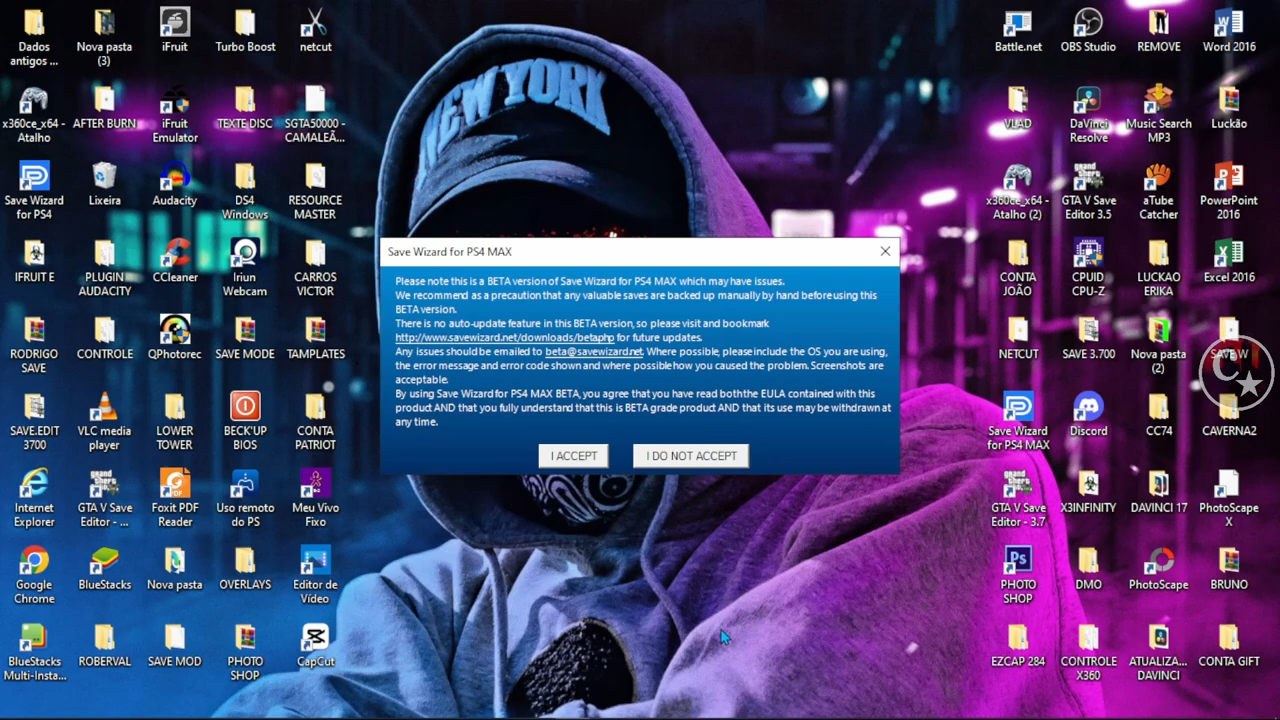 Dados
antigos ...
Nova pasta
(3)
iFruit
Turbo Boost
netcut
Battle.net
OBS Studio
REMOVE
Word 2016
NEW YORK
x360ce_x64 -
Atalho
AFTER BURN
iFruit
Emulator
TEXTE DISC
SGTA50000 -
CAMALEÃ...
VLAD
DaVinci
Resolve
Music Search
MP3
Luckão
Save Wizard
for PS4
Lixeira
Audacity
DS4
Windows
RESOURCE
MASTER
x360ce_x64 -
Atalho (2)
GTA V Save
Editor 3.5
aTube
Catcher
PowerPoint
2016
IFRUIT E
PLUGIN
AUDACITY
CCleaner
Iriun
Webcam
CARROS
VICTOR
CONTA
JOÃO
CPUID
CPU-Z
LUCKAO
ERIKA
Excel 2016
Save Wizard for PS4 MAX
Please note this is a BETA version of Save Wizard for PS4 MAX which may have issues.
We recommend as a precaution that any valuable saves are backed up manually by hand before using this
BETA version.
There is no auto-update feature in this BETA version, so please visit and bookmark
http://www.savewizard.net/downloads/beta.php for future updates.
Any issues should be emailed to beta@savewizard.net. Where possible, please include the OS you are using,
the error message and error code shown and where possible how you caused the problem. Screenshots are
acceptable.
By using Save Wizard for PS4 MAX BETA, you agree that you have read both the EULA contained with this
product AND that you fully understand that this is BETA grade product AND that its use may be withdrawn at
any time.
I ACCEPT
I DO NOT ACCEPT
RODRIGO
SAVE
CONTROLE
QPhotorec
SAVE MODE
TAMPLATES
NETCUT
SAVE 3.700
Nova pasta
(2)
SAVE W
SAVE.EDIT
3700
VLC media
player
LOWER
TOWER
BECK'UP
BIOS
CONTA
PATRIOT
Save Wizard
for PS4 MAX
Discord
CC74
CAVERNA2
Internet
Explorer
GTA V Save
Editor - ...
Foxit PDF
Reader
Uso remoto
do PS
Meu Vivo
Fixo
GTA V Save
Editor - 3.7
X3INFINITY
DAVINCI 17
PhotoScape
X
Google
Chrome
BlueStacks
Nova pasta
OVERLAYS
Editor de
Vídeo
PHOTO
SHOP
DMO
PhotoScape
BRUNO
BlueStacks
Multi-Insta...
ROBERVAL
SAVE MOD
PHOTO
SHOP
CapCut
EZCAP 284
CONTROLE
X360
ATUALIZA...
DAVINCI
CONTA GIFT